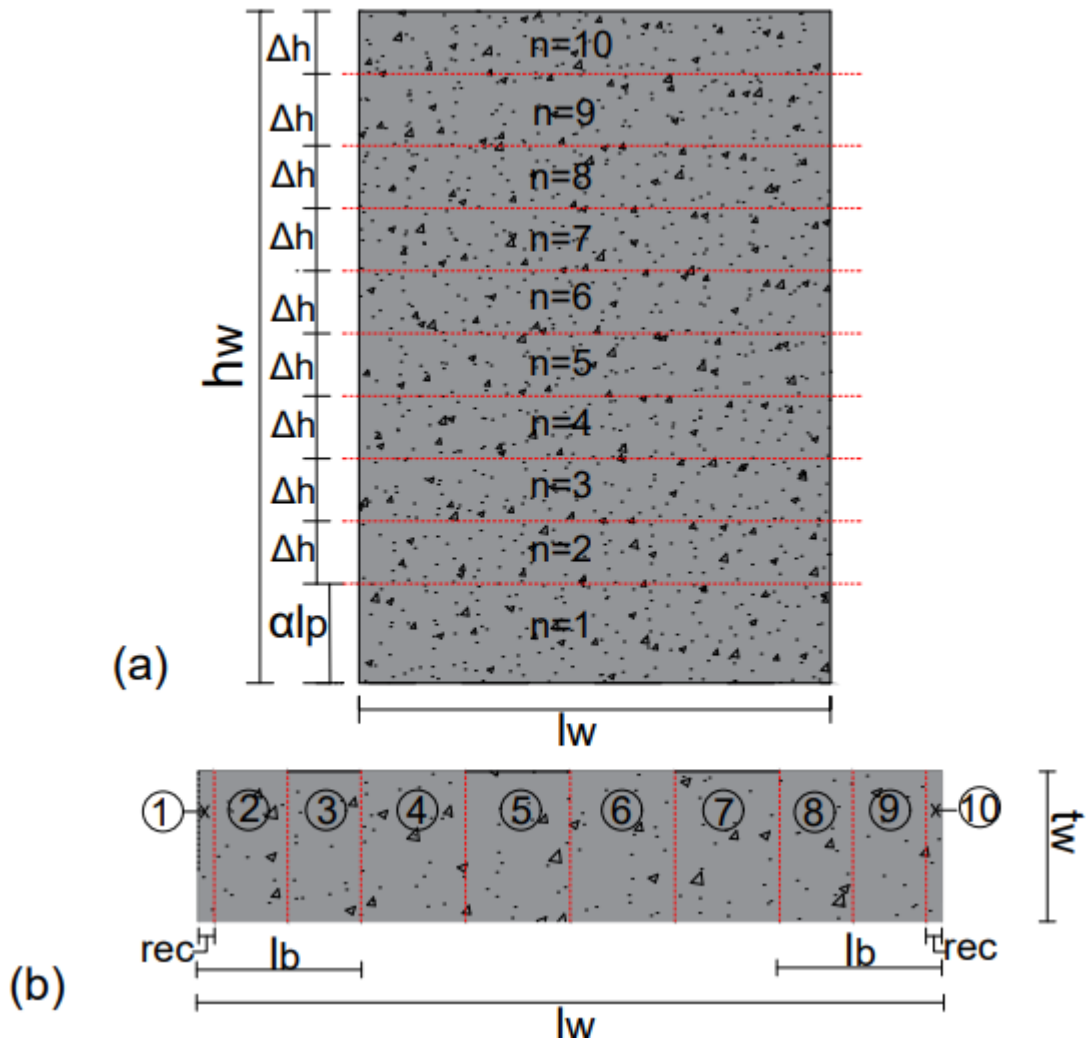 Δh n=10
Δh n=9
Δh n=8
Δh n=7
Δh n=6
hw
Δh n=5
Δh n=4
Δh n=3
Δh n=2
αlp n=1
(a)
lw
1 2 3 4 5 6 7 8 9 10
tw
rec lb lb rec
(b)
lw